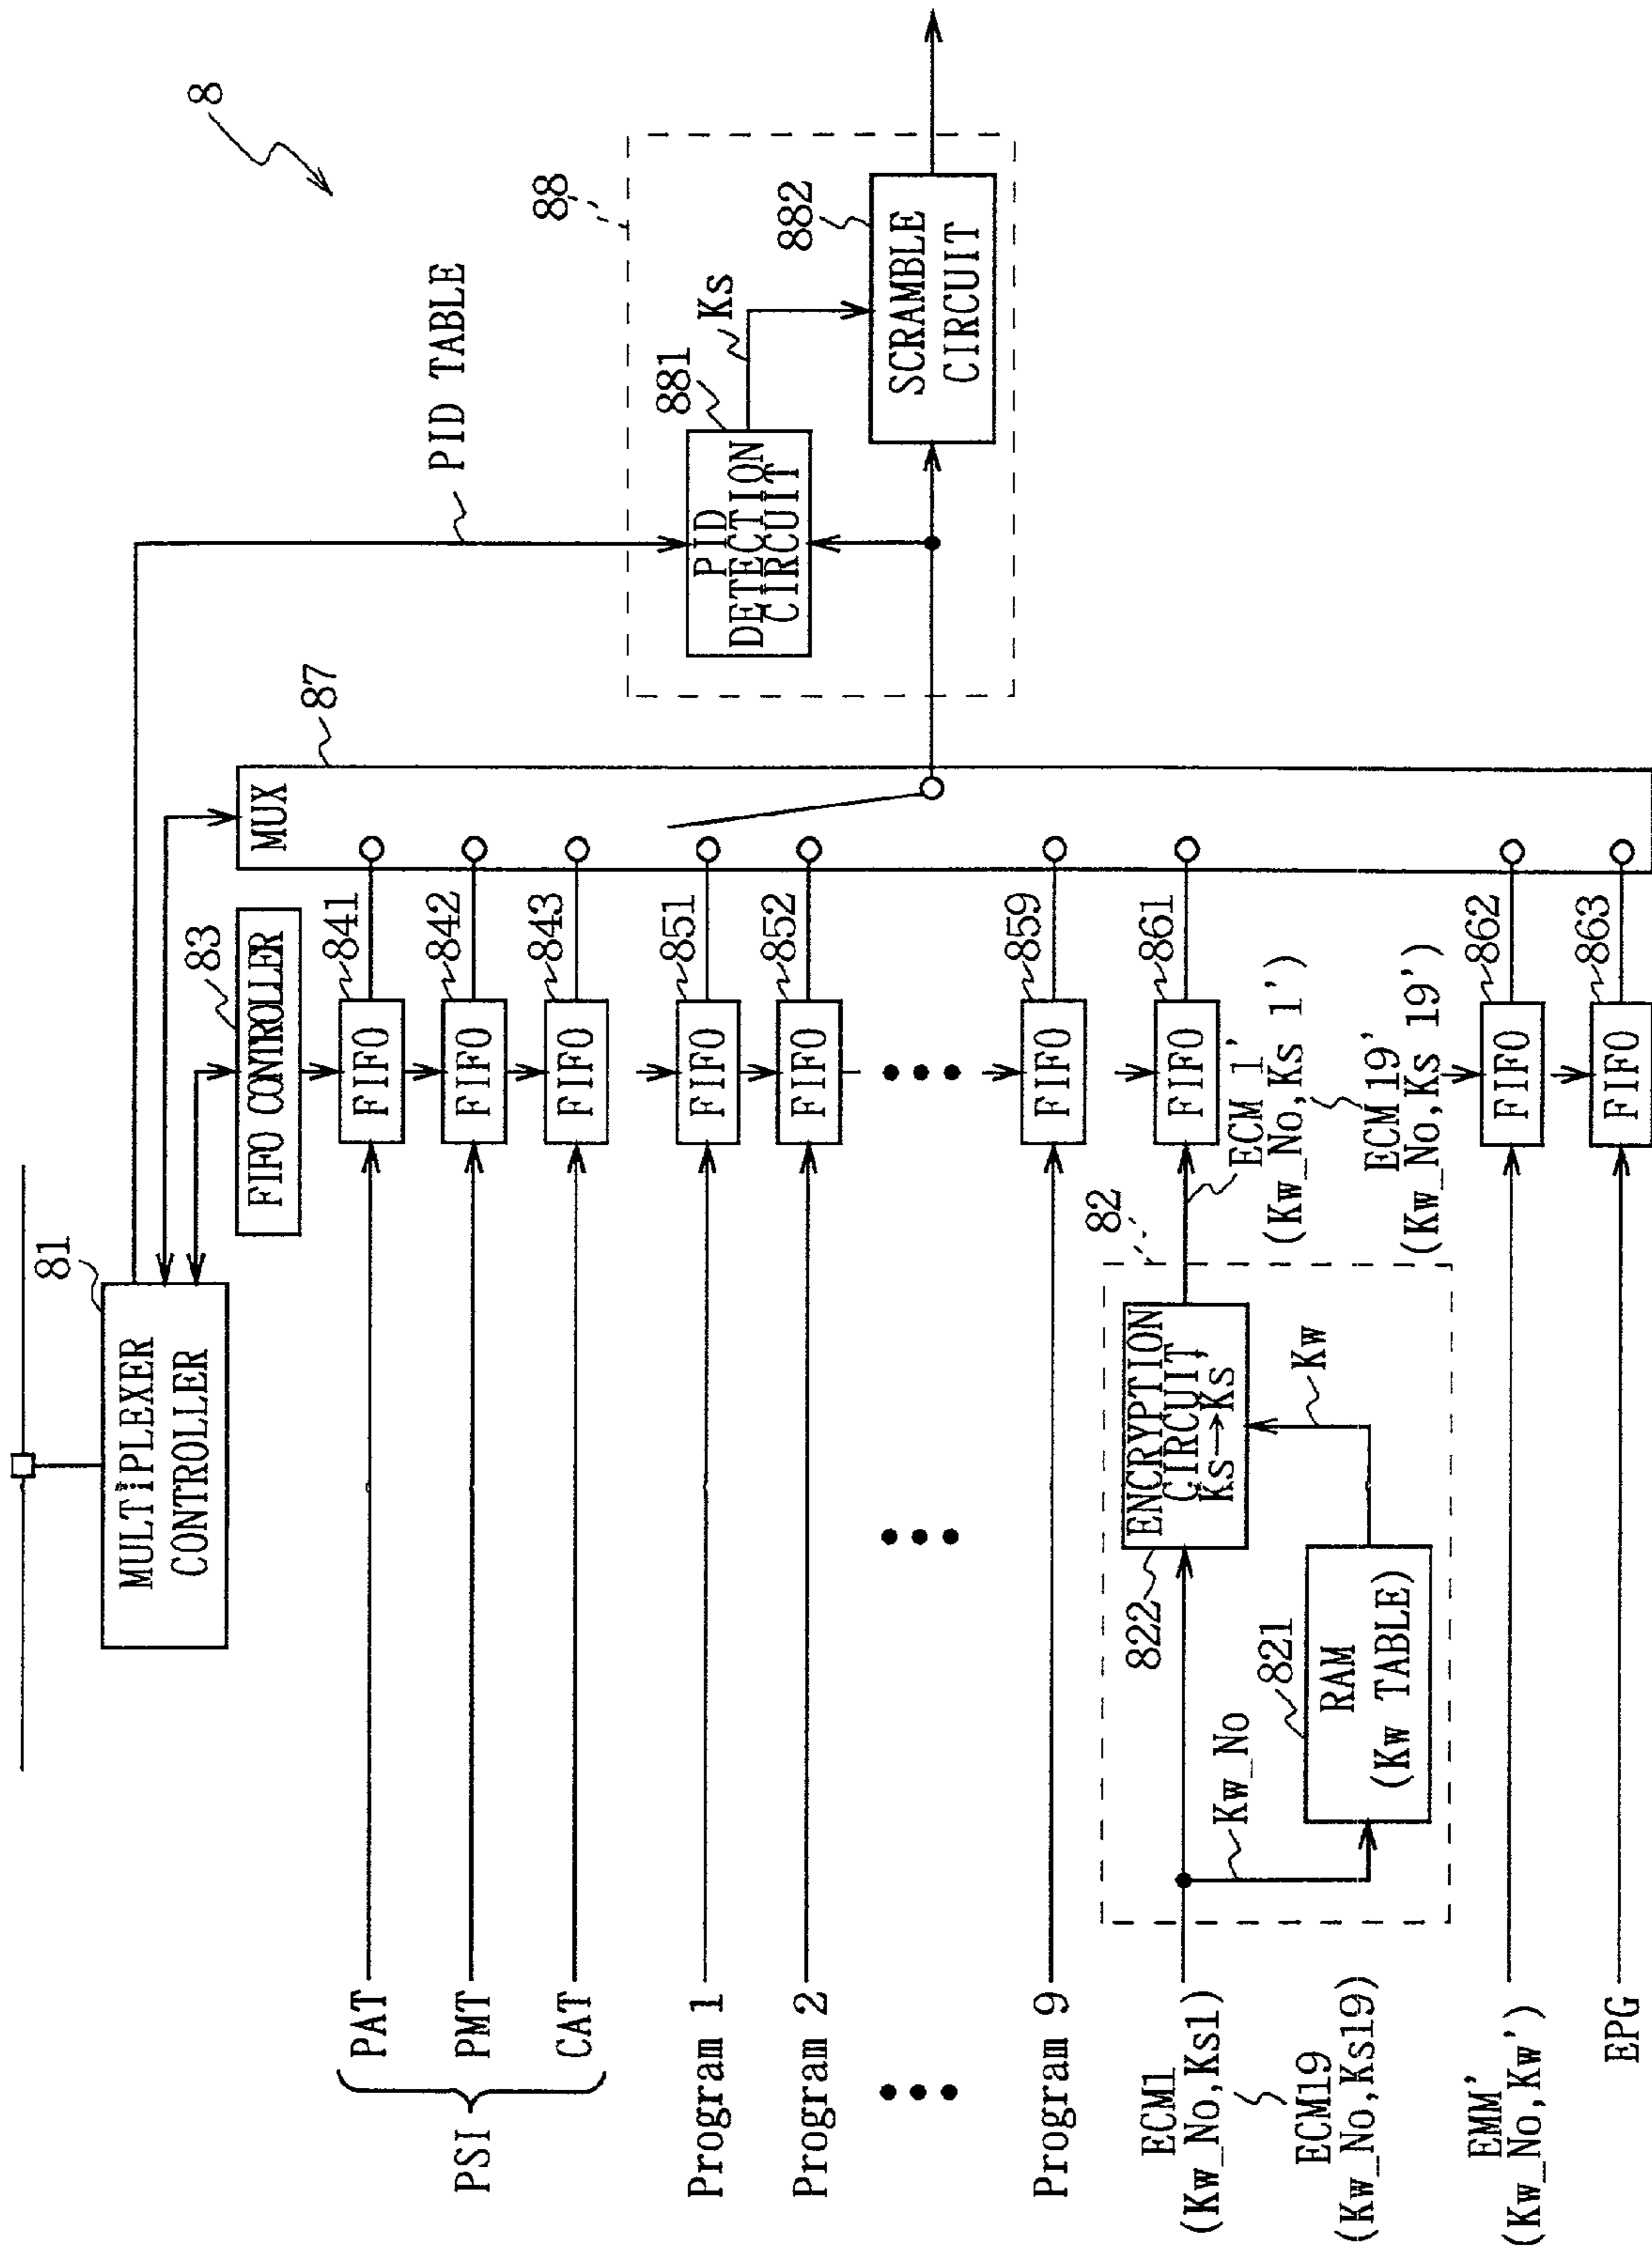 8
81
MULTiPLEXER
CONTROLLER
PID TABLE
83
FIFO CONTROLLER
87
MUX
88
881
PID
DETECTION
CIRCUIT
Ks
882
SCRAMBLE
CIRCUIT
PSI
PAT
FIFO
841
PMT
FIFO
842
CAT
FIFO
843
Program 1
FIFO
851
Program 2
FIFO
852
Program 9
FIFO
859
82
ECM1
(Kw_No,Ks1)
ECM19
(Kw_No,Ks19)
Kw_No
822
ENCRYPTION
CIRCUIT
Ks→Ks'
821
RAM
(Kw TABLE)
Kw
FIFO
861
ECM 1'
(Kw_No,Ks 1')
ECM 19'
(Kw_No,Ks 19')
EMM'
(Kw_No,Kw')
FIFO
862
EPG
FIFO
863